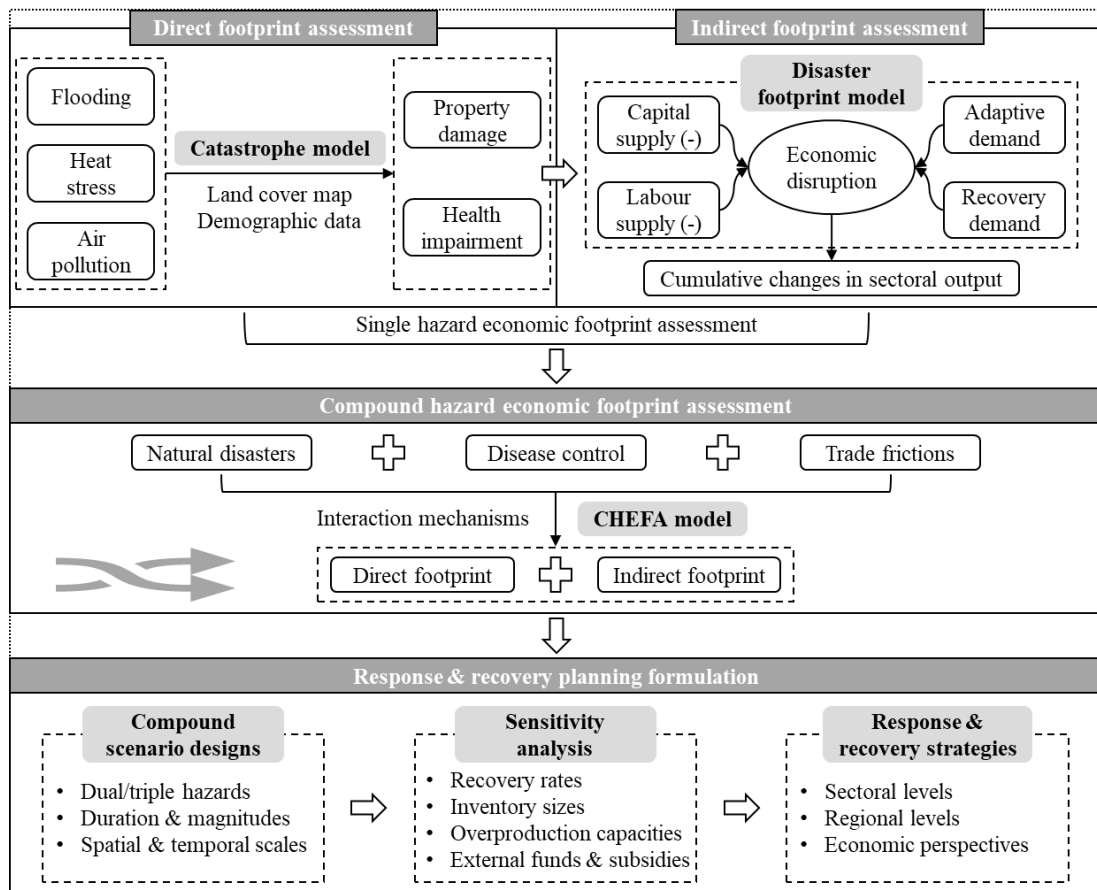 Direct footprint assessment
Flooding
Heat
stress
Air
pollution
Catastrophe model
Land cover map
Demographic data
Property
damage
Health
impairment
Indirect footprint assessment
Disaster
footprint model
Capital
supply (-)
Labour
supply (-)
Economic
disruption
Adaptive
demand
Recovery
demand
Cumulative changes in sectoral output
Single hazard economic footprint assessment
Compound hazard economic footprint assessment
Natural disasters
Disease control
Trade frictions
Interaction mechanisms
CHEFA model
Direct footprint
Indirect footprint
Response & recovery planning formulation
Compound
scenario designs
• Dual/triple hazards
• Duration & magnitudes
• Spatial & temporal scales
Sensitivity
analysis
• Recovery rates
• Inventory sizes
• Overproduction capacities
• External funds & subsidies
Response &
recovery strategies
• Sectoral levels
• Regional levels
• Economic perspectives